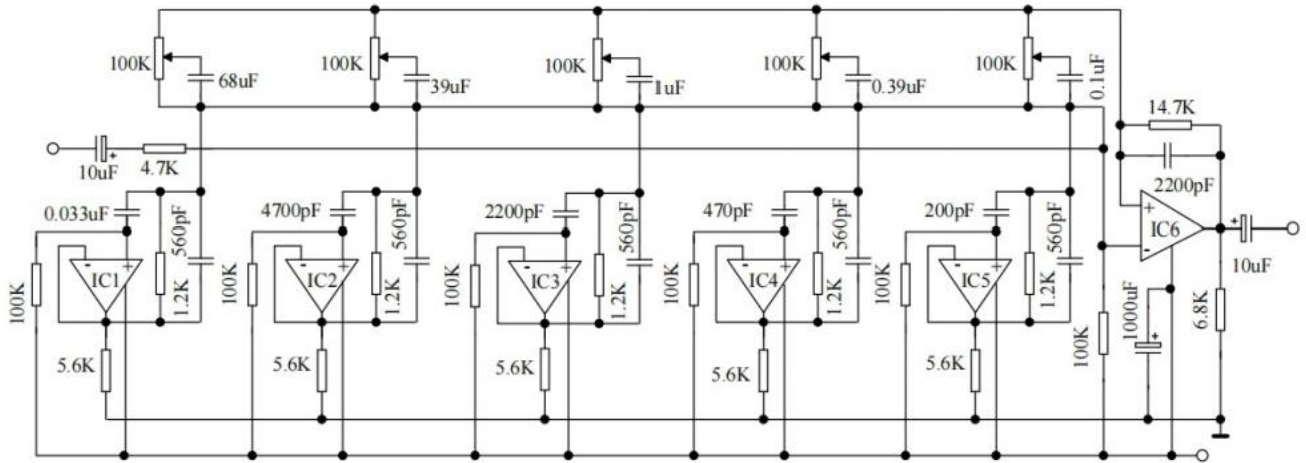 100K
68uF
100K
39uF
100K
1uF
100K
0.39uF
100K
0.1uF
14.7K
2200pF
10uF
+
4.7K
0.033uF
560pF
4700pF
560pF
2200pF
560pF
470pF
560pF
200pF
560pF
+
IC6
-
+
10uF
100K
-
+
IC1
1.2K
100K
-
+
IC2
1.2K
100K
-
+
IC3
1.2K
100K
-
+
IC4
1.2K
100K
-
+
IC5
1.2K
100K
1000uF
+
6.8K
5.6K
5.6K
5.6K
5.6K
5.6K